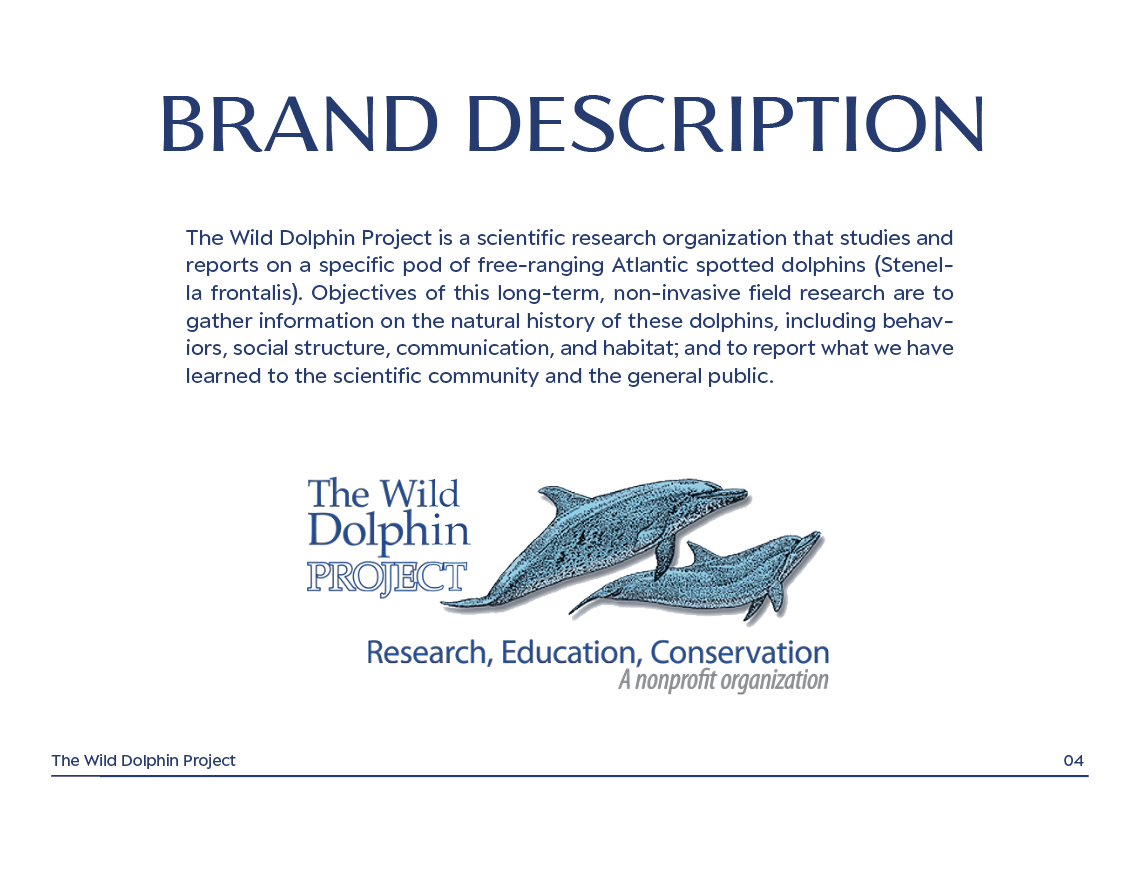 BRAND DESCRIPTION
The Wild Dolphin Project is a scientific research organization that studies and
reports on a specific pod of free-ranging Atlantic spotted dolphins (Stenel-
la frontalis). Objectives of this long-term, non-invasive field research are to
gather information on the natural history of these dolphins, including behav-
iors, social structure, communication, and habitat; and to report what we have
learned to the scientific community and the general public.
The Wild
Dolphin
PROJECT
Research, Education, Conservation
A nonprofit organization
The Wild Dolphin Project
04